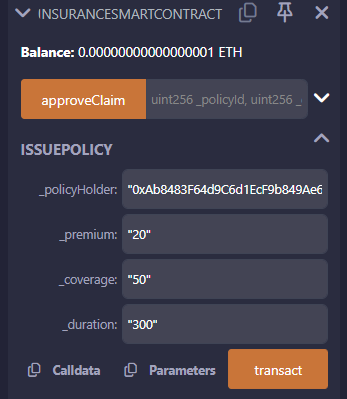 INSURANCESMARTCONTRACT
Balance: 0.00000000000000001 ETH
approveClaim uint256 _policyId, uint256 _
ISSUEPOLICY
_policyHolder: "0xAb8483F64d9C6d1EcF9b849Ae6
_premium: "20"
_coverage: "50"
_duration: "300"
Calldata Parameters transact